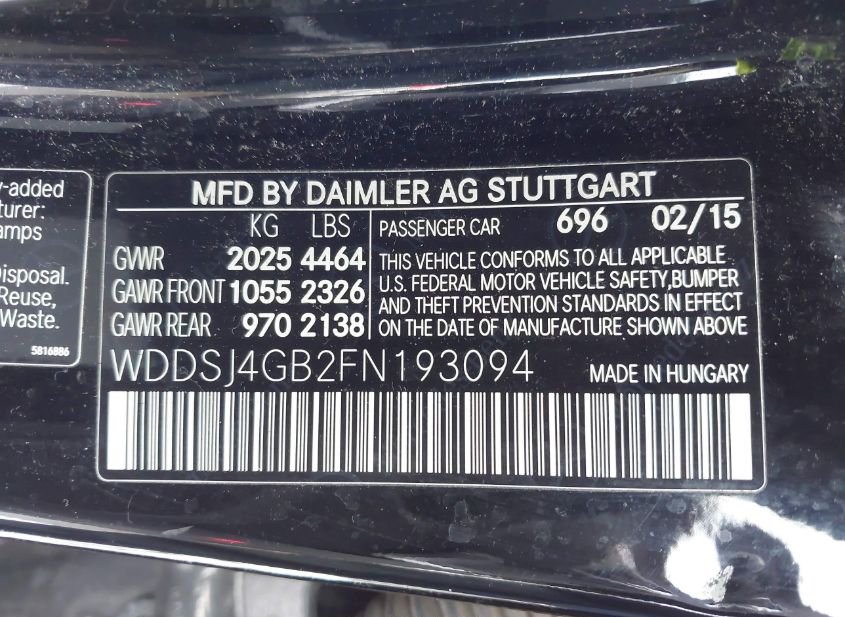 y-added
turer:
amps
Disposal.
Reuse,
Waste.
5816886
MFD BY DAIMLER AG STUTTGART
KG LBS
GVWR 2025 4464
GAWR FRONT 1055 2326
GAWR REAR 970 2138
PASSENGER CAR 696 02/15
THIS VEHICLE CONFORMS TO ALL APPLICABLE
U.S. FEDERAL MOTOR VEHICLE SAFETY,BUMPER
AND THEFT PREVENTION STANDARDS IN EFFECT
ON THE DATE OF MANUFACTURE SHOWN ABOVE
WDDSJ4GB2FN193094 MADE IN HUNGARY